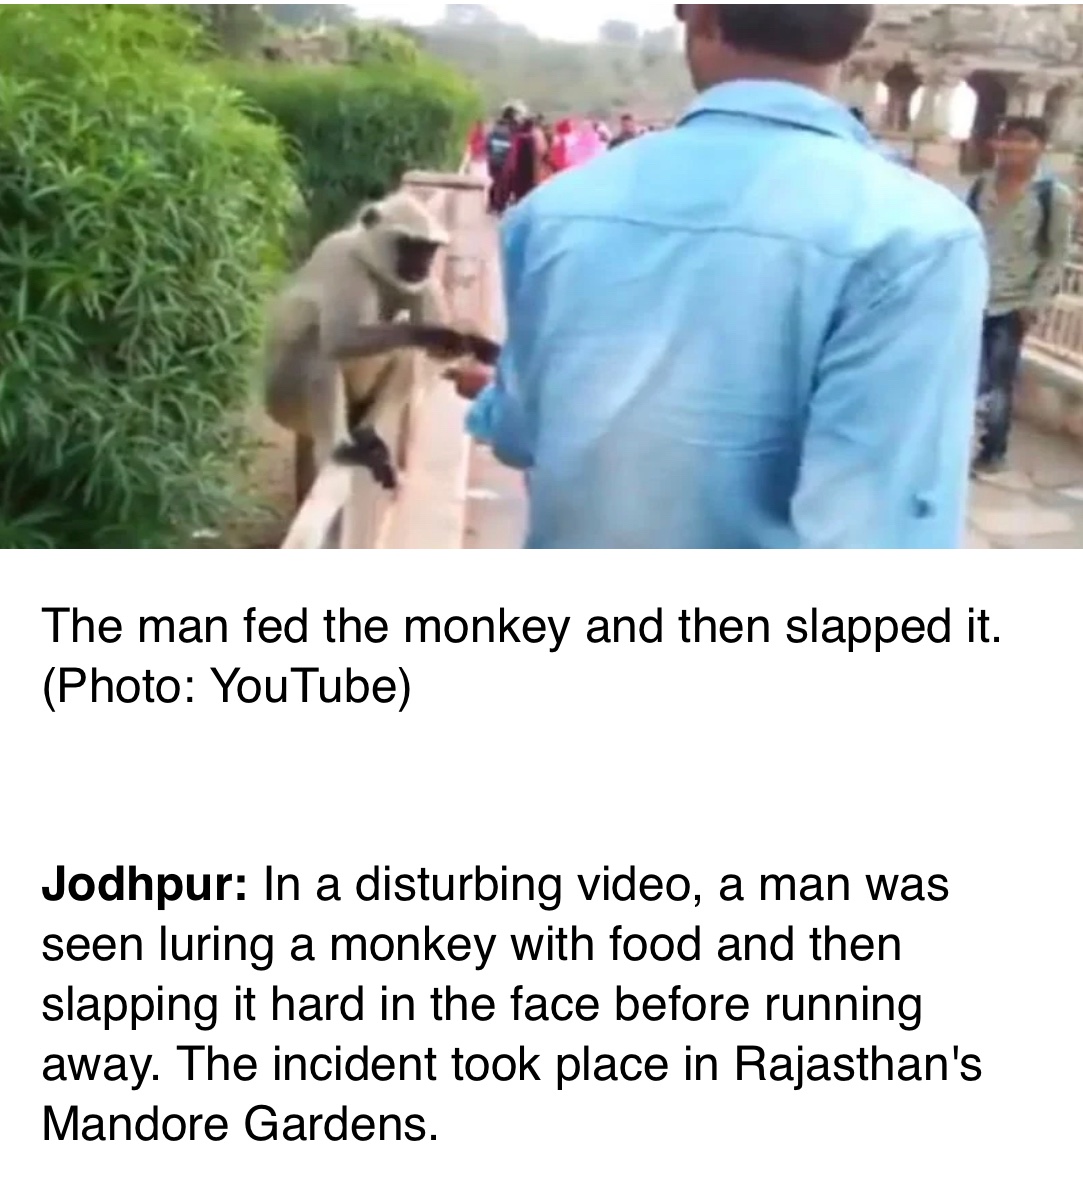 The man fed the monkey and then slapped it.
(Photo: YouTube)
Jodhpur: In a disturbing video, a man was
seen luring a monkey with food and then
slapping it hard in the face before running
away. The incident took place in Rajasthan's
Mandore Gardens.